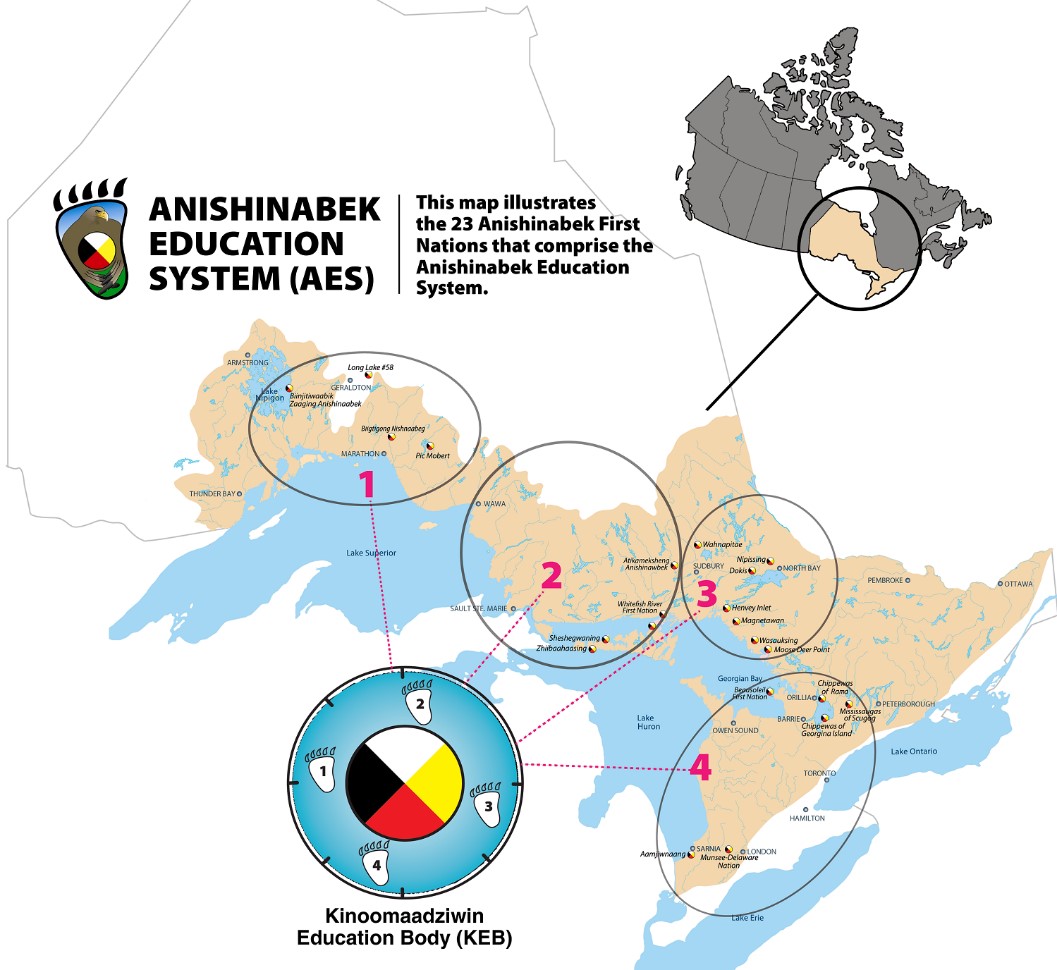 ANISHINABEK
EDUCATION
SYSTEM (AES)
This map illustrates
the 23 Anishinabek First
Nations that comprise the
Anishinabek Education
System.
ARMSTRONG
Lake
Nipigon
Long Lake #58
GERALDTON
Biinjitiwaabik
Zaaging Anishinaabek
Biigtigong Nishnaabeg
MARATHON
Pic Mobert
THUNDER BAY
1
Lake Superior
WAWA
2
Atikameksheng
Anishnawbek
SAULT STE. MARIE
Whitefish River
First Nation
Sheshegwaning
Zhiibaahaasing
Wahnapitae
SUDBURY
Nipissing
Dokis
NORTH BAY
3
Henvey Inlet
Magnetawan
Wasauksing
Moose Deer Point
PEMBROKE
OTTAWA
Georgian Bay
Beausoleil
First Nation
Chippewas
of Rama
ORILLIA
Mississaugas
of Scugog
PETERBOROUGH
BARRIE
Chippewas of
Georgina Island
Lake
Huron
OWEN SOUND
4
TORONTO
Lake Ontario
HAMILTON
Aamjiwnaang
SARNIA
Munsee-Delaware
Nation
LONDON
Lake Erie
2
1
3
4
Kinoomaadziwin
Education Body (KEB)